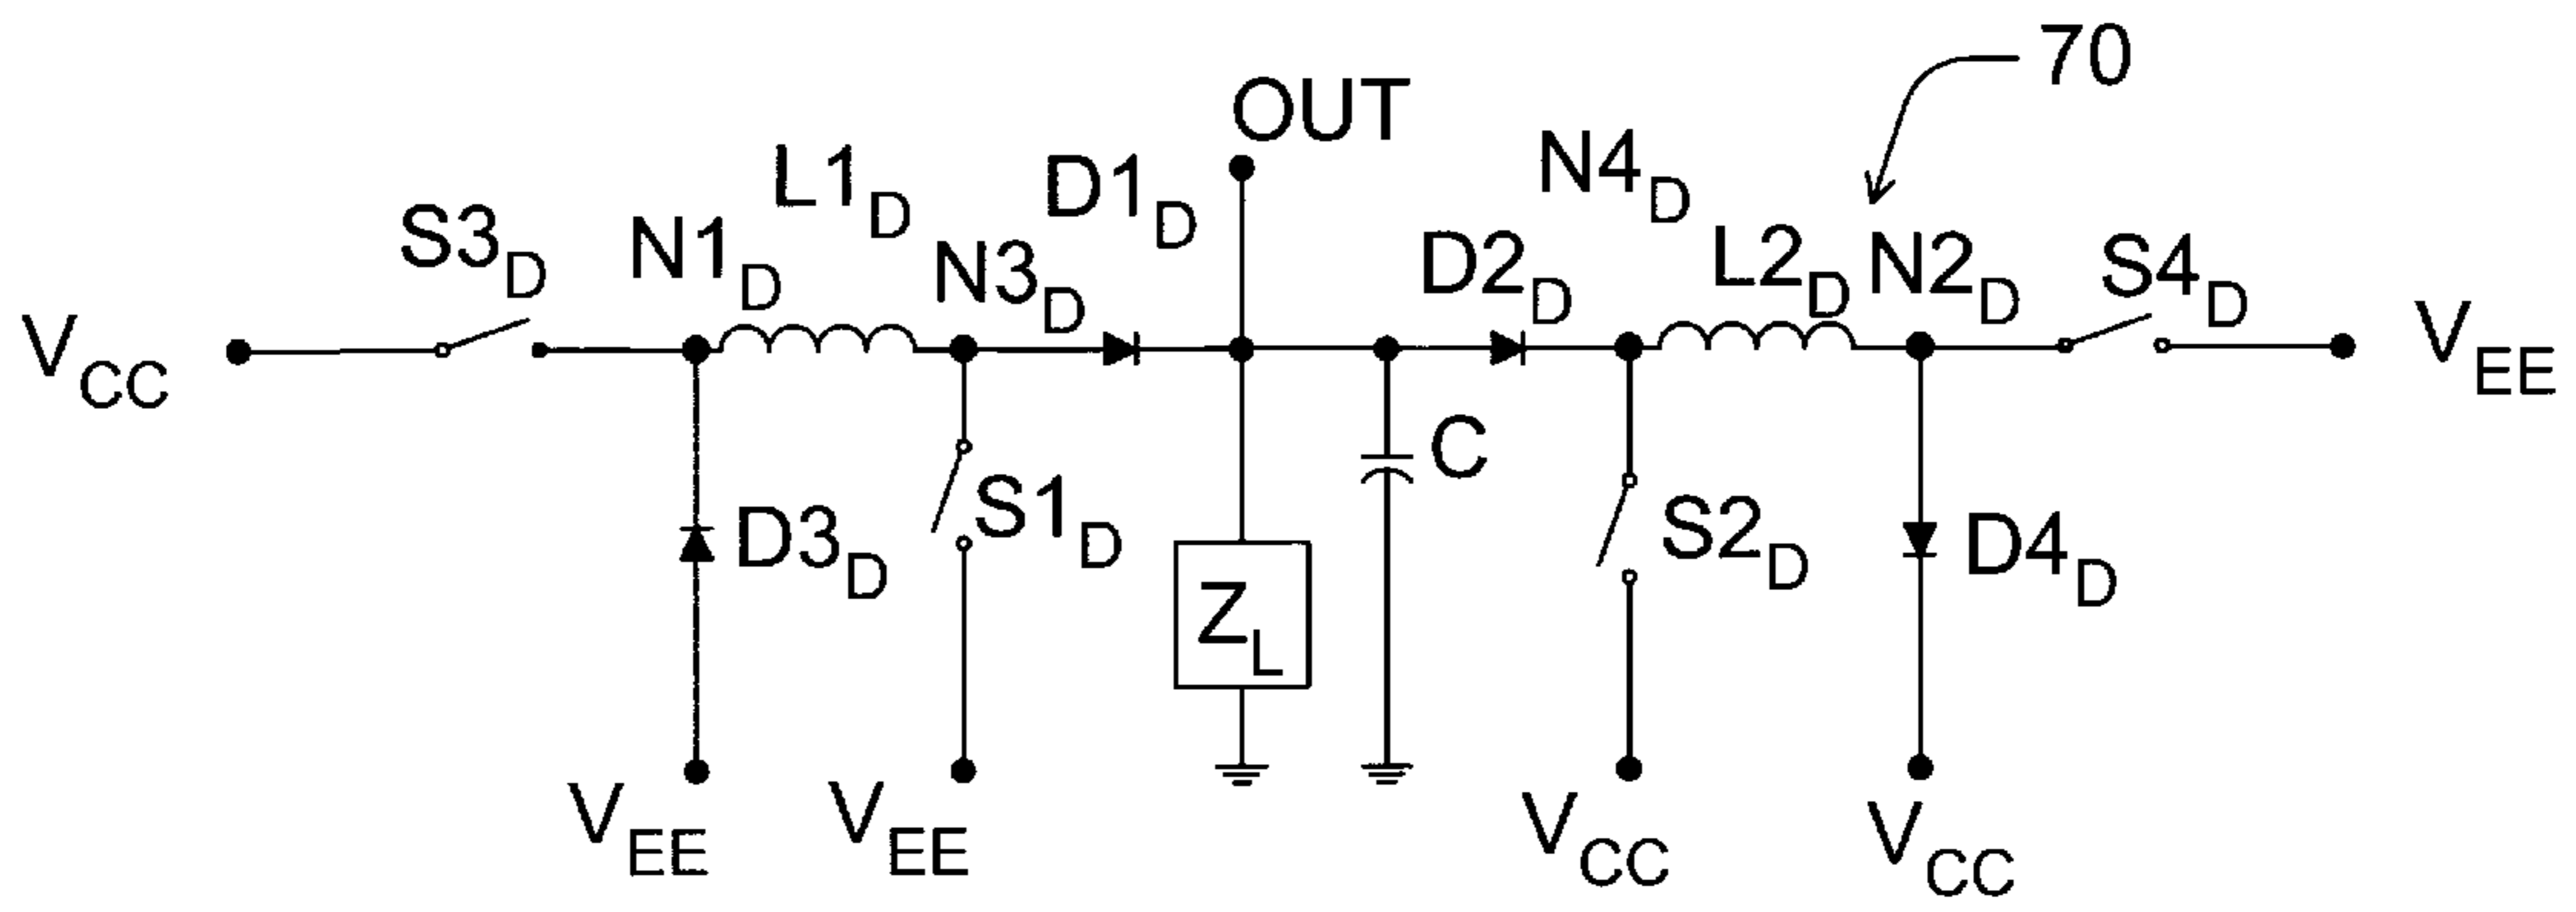 70
OUT
L1D
D1D
N4D
S3D
N1D
N3D
D2D
L2D
N2D
S4D
VCC
VEE
C
D3D
S1D
S2D
D4D
ZL
VEE
VEE
VCC
VCC